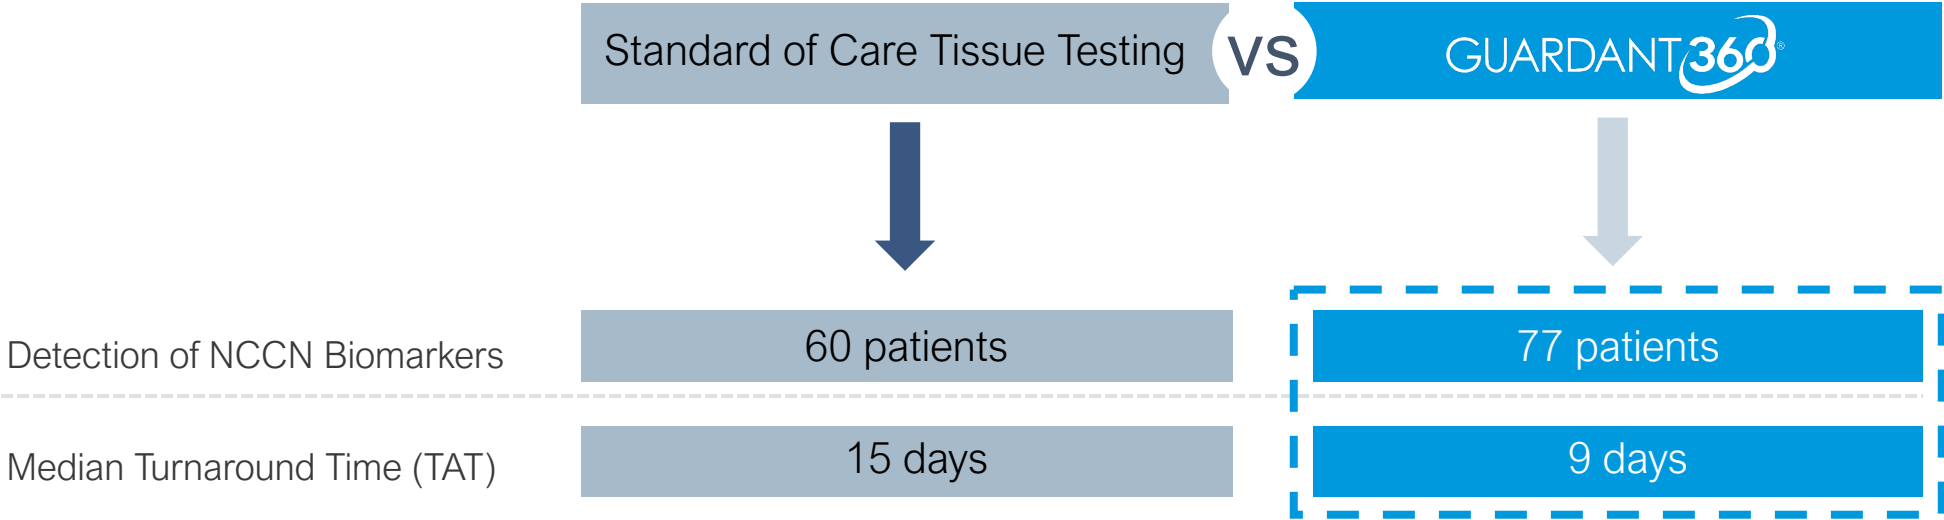 Standard of Care Tissue Testing VS GUARDANT360®
Detection of NCCN Biomarkers 60 patients 77 patients
Median Turnaround Time (TAT) 15 days 9 days